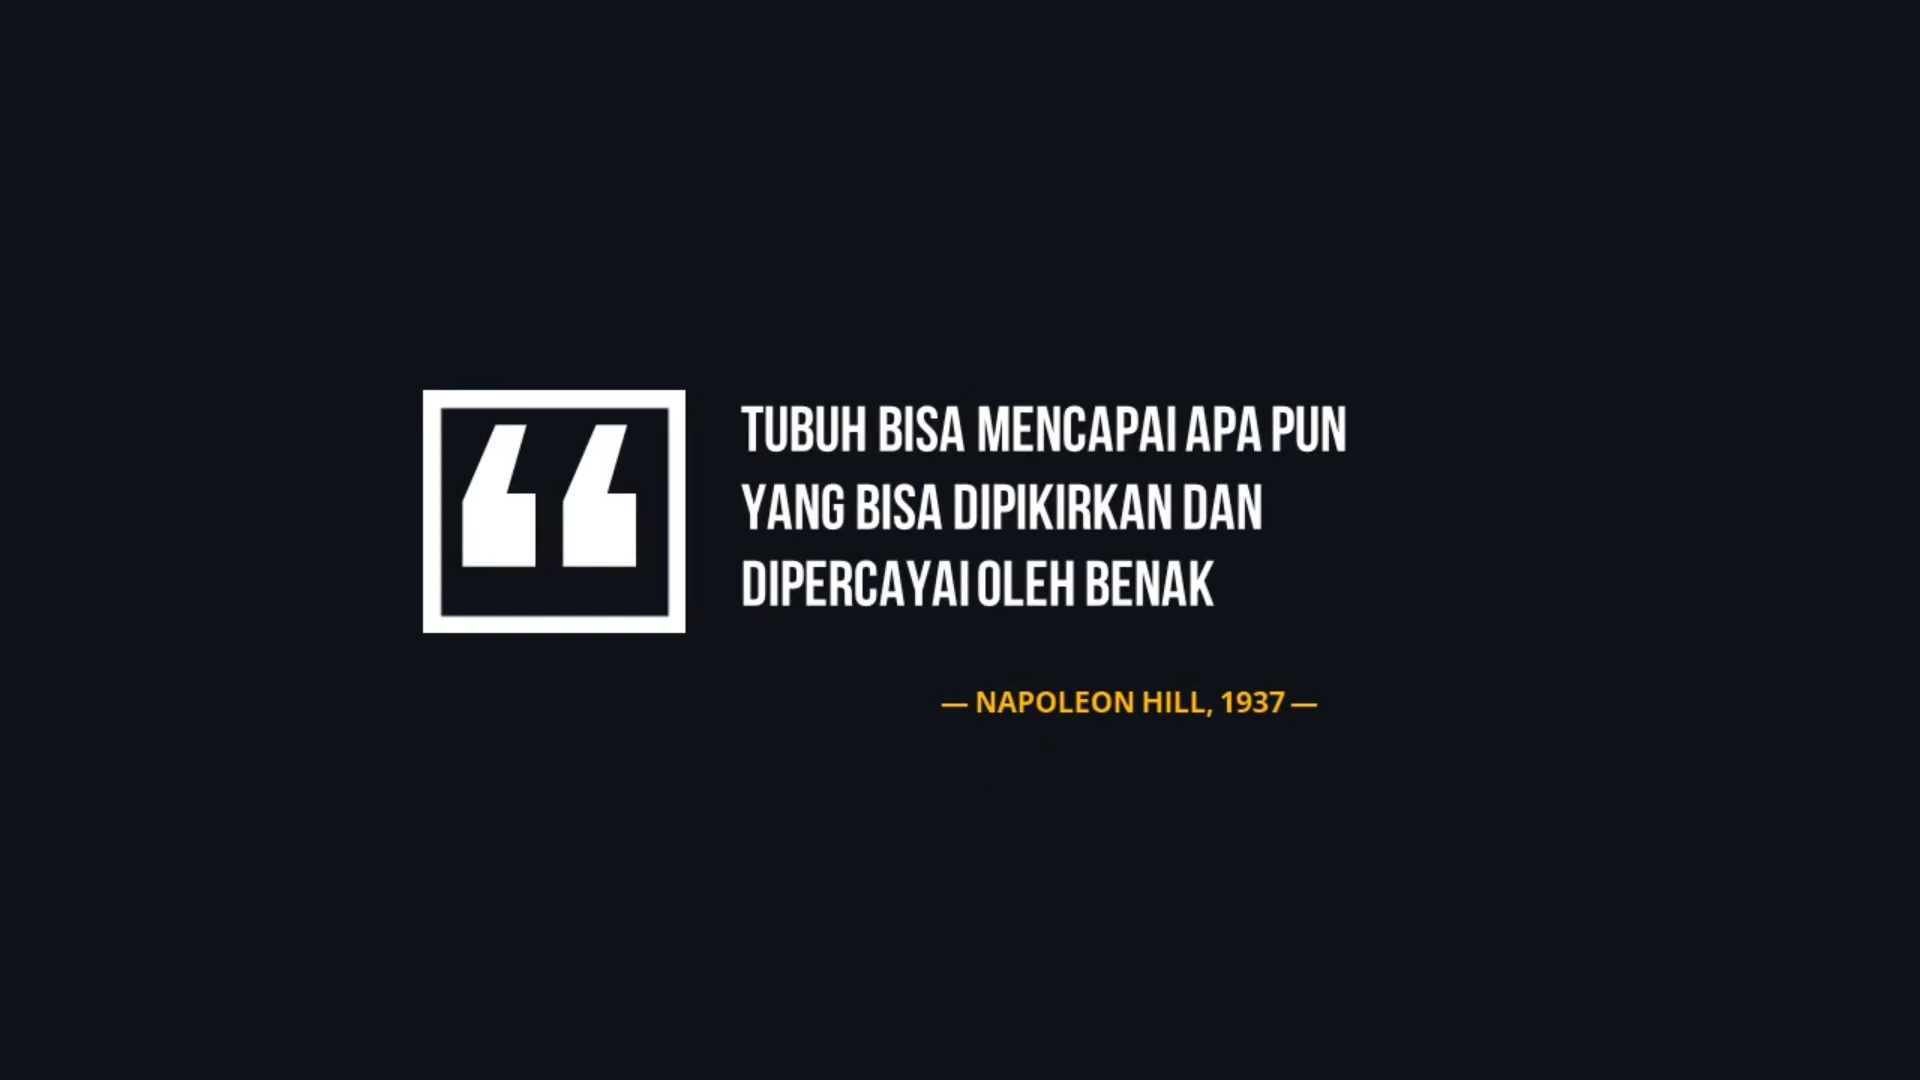 TUBUH BISA MENCAPAI APA PUN
YANG BISA DIPIKIRKAN DAN
DIPERCAYAI OLEH BENAK
— NAPOLEON HILL, 1937 —